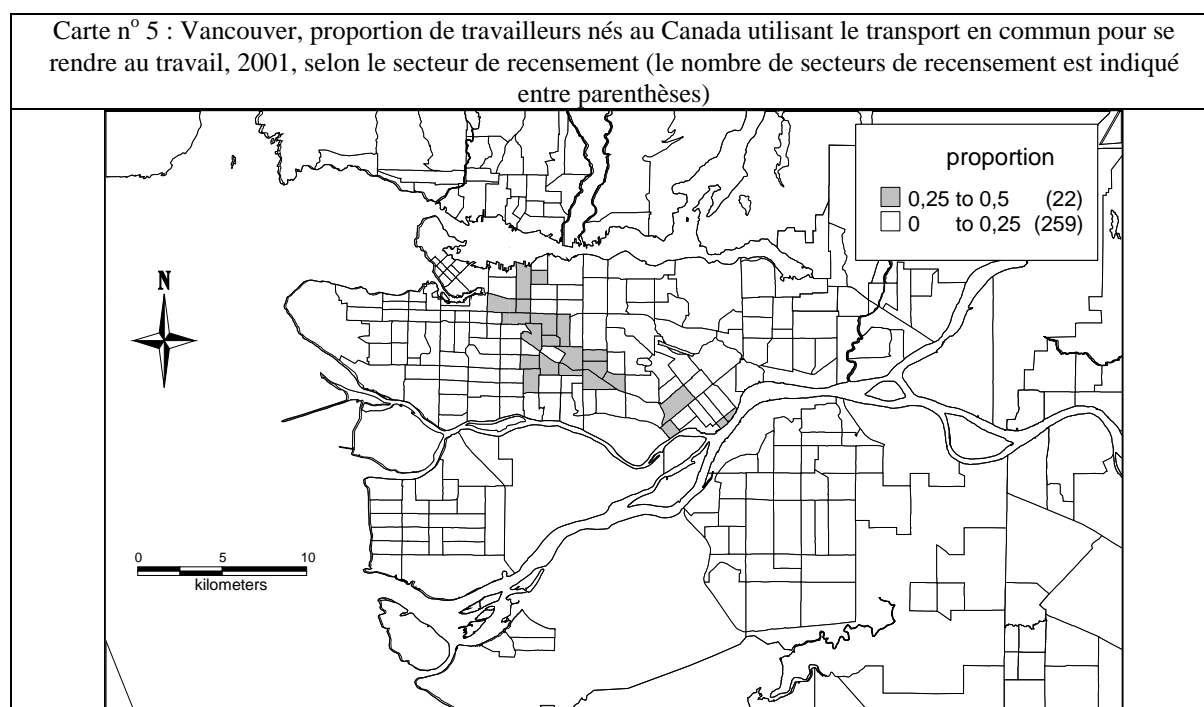 Carte nº 5 : Vancouver, proportion de travailleurs nés au Canada utilisant le transport en commun pour se
rendre au travail, 2001, selon le secteur de recensement (le nombre de secteurs de recensement est indiqué
entre parenthèses)
proportion
0,25 to 0,5 (22)
0 to 0,25 (259)
N
0 5 10
kilometers